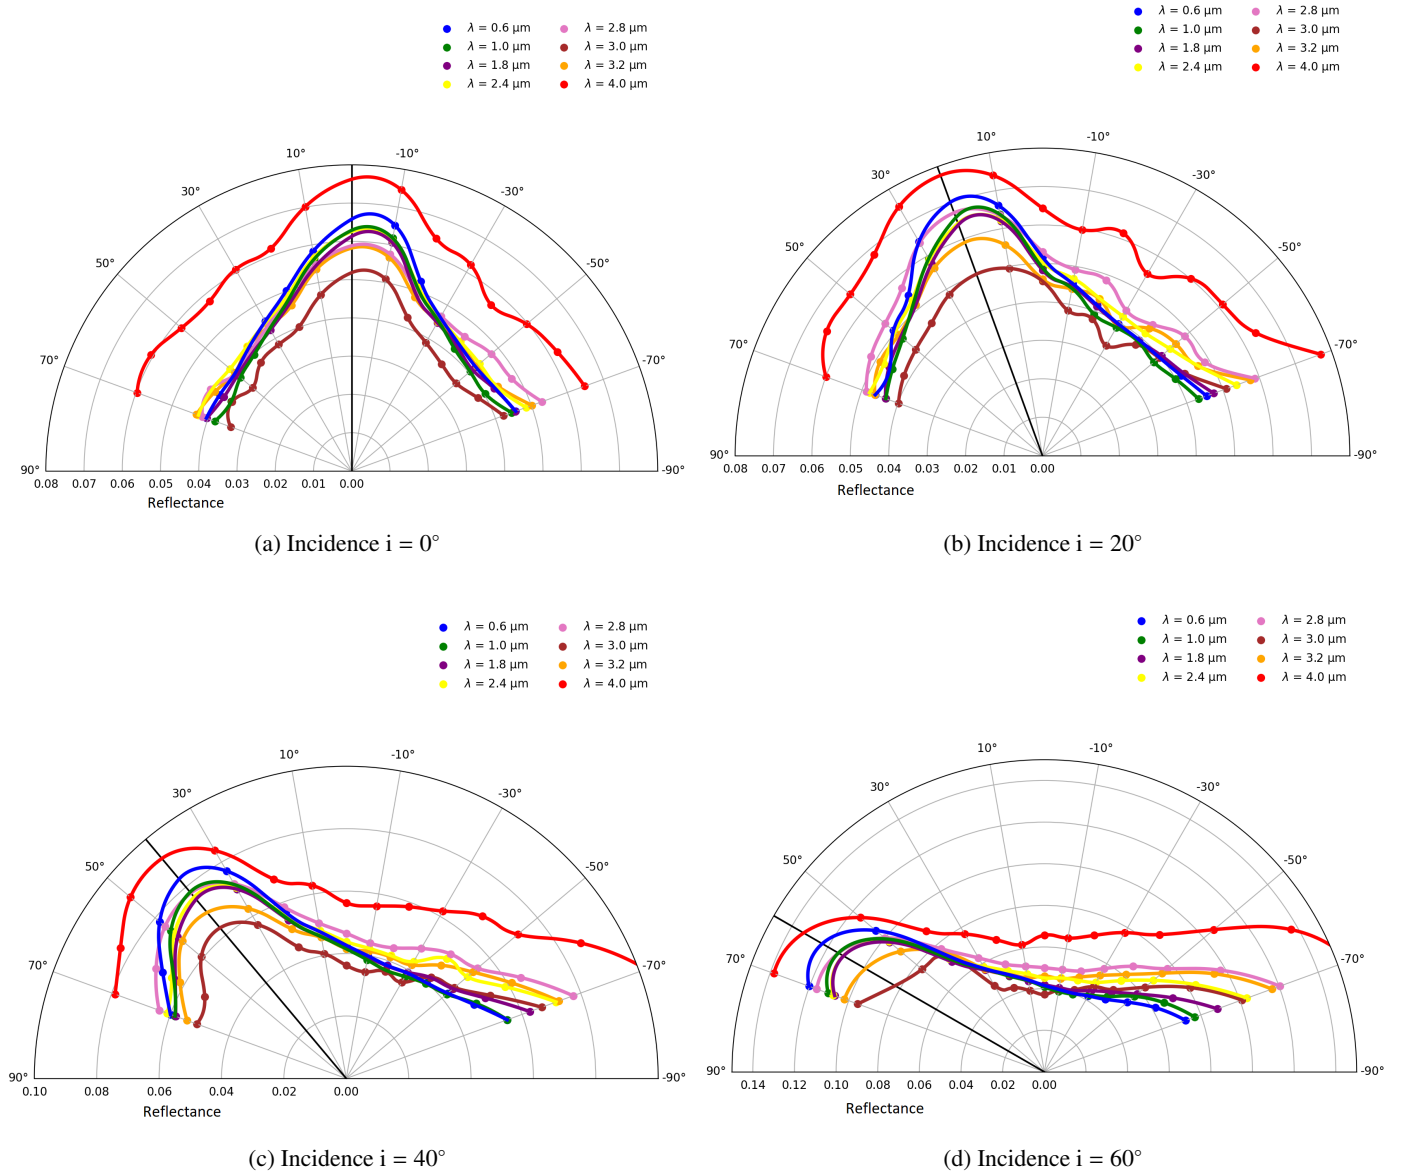 λ = 0.6 µm
λ = 1.0 µm
λ = 1.8 µm
λ = 2.4 µm
λ = 2.8 µm
λ = 3.0 µm
λ = 3.2 µm
λ = 4.0 µm
10°
-10°
30°
-30°
50°
-50°
70°
-70°
90°
-90°
0.08 0.07 0.06 0.05 0.04 0.03 0.02 0.01 0.00
Reflectance
(a) Incidence i = 0°
λ = 0.6 µm
λ = 1.0 µm
λ = 1.8 µm
λ = 2.4 µm
λ = 2.8 µm
λ = 3.0 µm
λ = 3.2 µm
λ = 4.0 µm
10°
-10°
30°
-30°
50°
-50°
70°
-70°
90°
-90°
0.08 0.07 0.06 0.05 0.04 0.03 0.02 0.01 0.00
Reflectance
(b) Incidence i = 20°
λ = 0.6 µm
λ = 1.0 µm
λ = 1.8 µm
λ = 2.4 µm
λ = 2.8 µm
λ = 3.0 µm
λ = 3.2 µm
λ = 4.0 µm
10°
-10°
30°
-30°
50°
-50°
70°
-70°
90°
-90°
0.10 0.08 0.06 0.04 0.02 0.00
Reflectance
(c) Incidence i = 40°
λ = 0.6 µm
λ = 1.0 µm
λ = 1.8 µm
λ = 2.4 µm
λ = 2.8 µm
λ = 3.0 µm
λ = 3.2 µm
λ = 4.0 µm
10°
-10°
30°
-30°
50°
-50°
70°
-70°
90°
-90°
0.14 0.12 0.10 0.08 0.06 0.04 0.02 0.00
Reflectance
(d) Incidence i = 60°